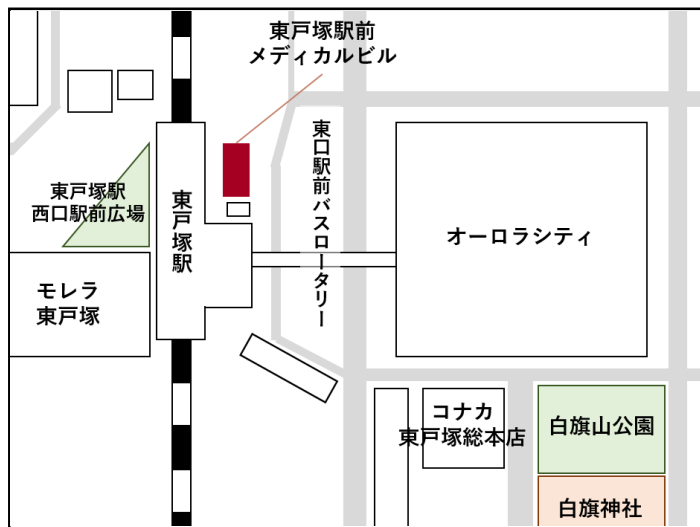 東戸塚駅前
メディカルビル
東口駅前バスロータリー
東戸塚駅
西口駅前広場
東戸塚駅
オーロラシティ
モレラ
東戸塚
コナカ
東戸塚総本店
白旗山公園
白旗神社